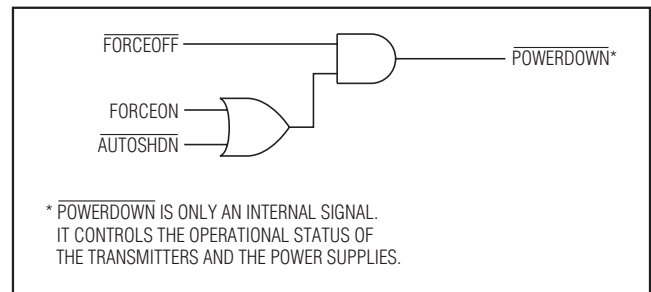 FORCEOFF
POWERDOWN*
FORCEON
AUTOSHDN
* POWERDOWN IS ONLY AN INTERNAL SIGNAL.
IT CONTROLS THE OPERATIONAL STATUS OF
THE TRANSMITTERS AND THE POWER SUPPLIES.